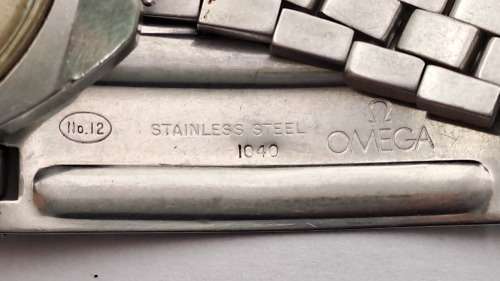 No.12
STAINLESS STEEL
1040
Ω
OMEGA